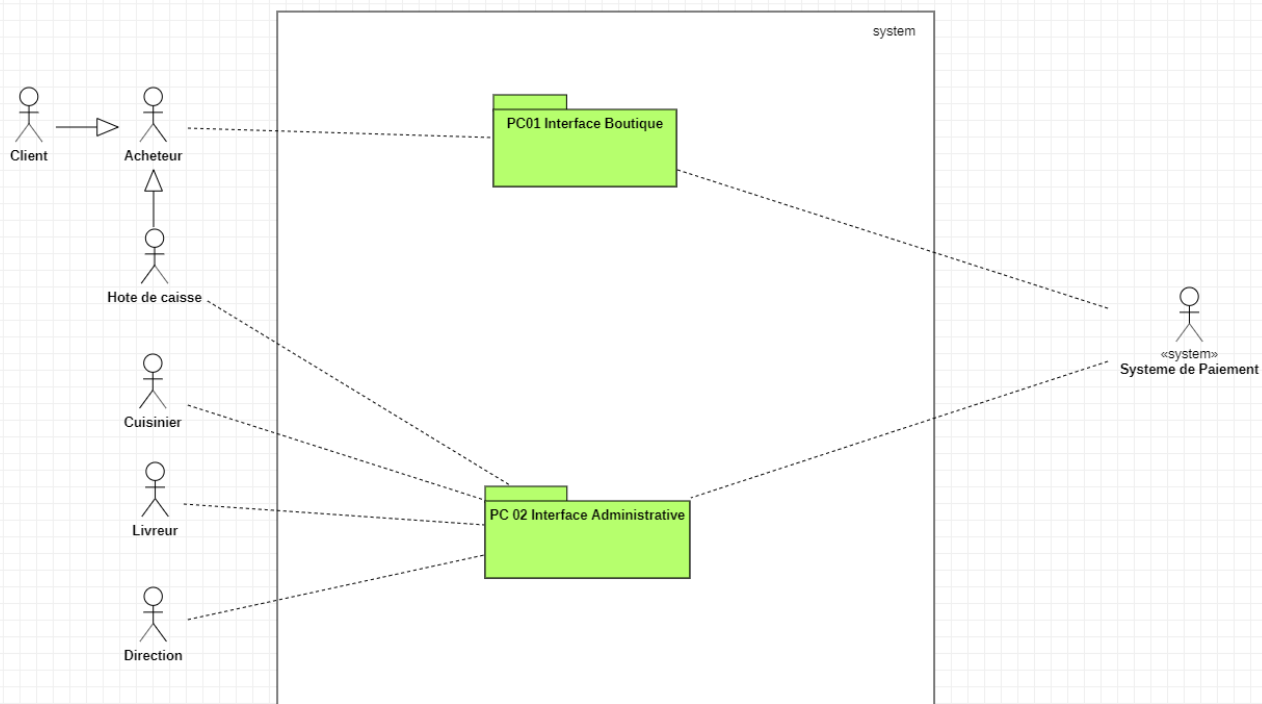 system
PC01 Interface Boutique
Client
Acheteur
Hote de caisse
«system»
Systeme de Paiement
Cuisinier
Livreur
PC 02 Interface Administrative
Direction